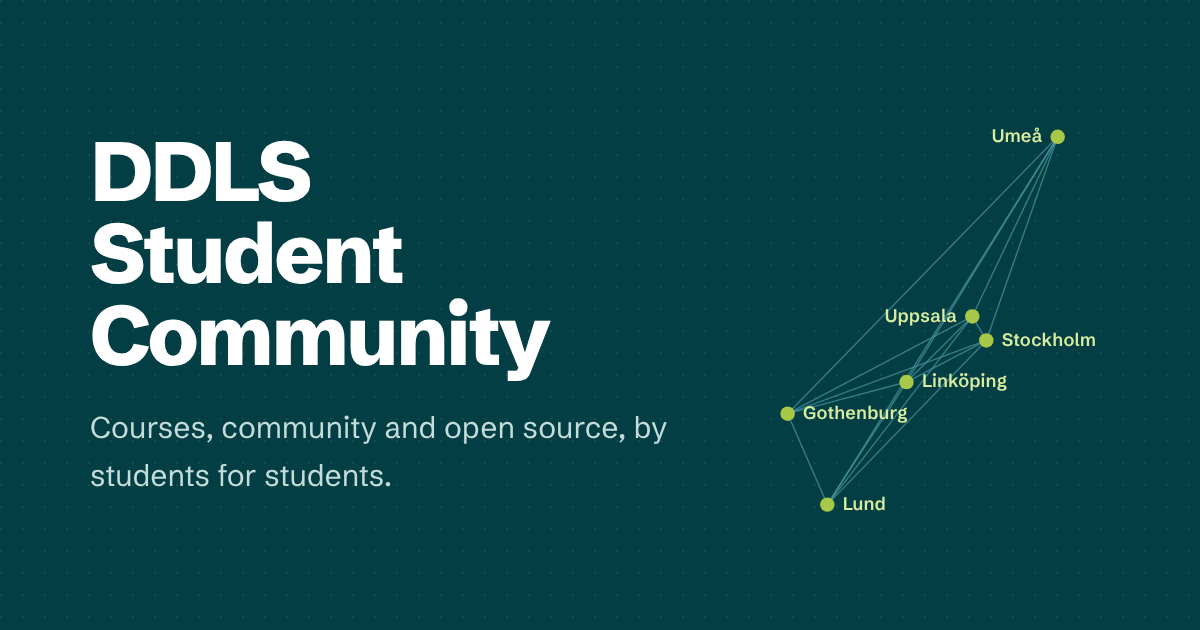 DDLS
Student
Community
Courses, community and open source, by
students for students.
Umeå
Uppsala
Stockholm
Linköping
Gothenburg
Lund